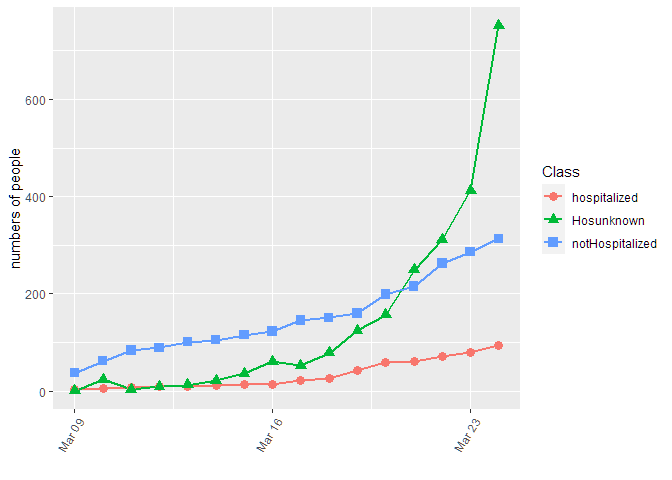 numbers of people
600
400
200
0
Mar 09
Mar 16
Mar 23
Class
hospitalized
Hosunknown
notHospitalized